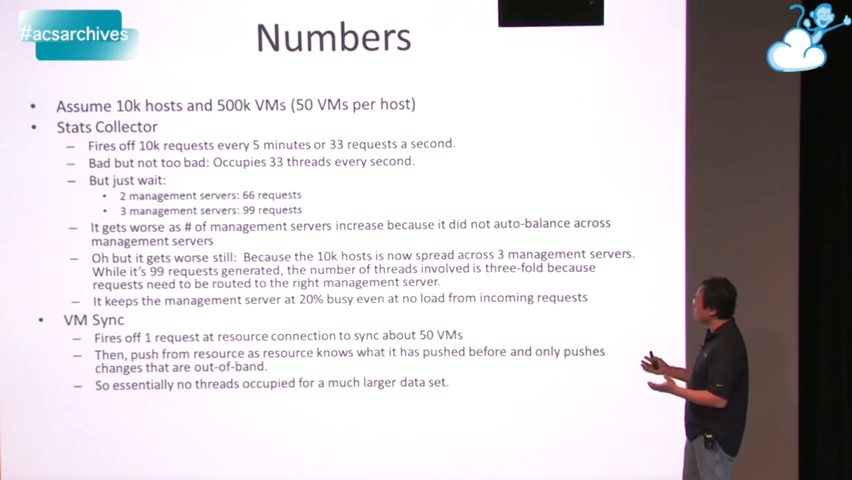 #acsarchives
Numbers
• Assume 10k hosts and 500k VMs (50 VMs per host)
• Stats Collector
– Fires off 10k requests every 5 minutes or 33 requests a second.
– Bad but not too bad: Occupies 33 threads every second.
– But just wait:
• 2 management servers: 66 requests
• 3 management servers: 99 requests
– It gets worse as # of management servers increase because it did not auto-balance across
management servers
– Oh but it gets worse still: Because the 10k hosts is now spread across 3 management servers.
While it's 99 requests generated, the number of threads involved is three-fold because
requests need to be routed to the right management server.
– It keeps the management server at 20% busy even at no load from incoming requests
• VM Sync
– Fires off 1 request at resource connection to sync about 50 VMs
– Then, push from resource as resource knows what it has pushed before and only pushes
changes that are out-of-band.
– So essentially no threads occupied for a much larger data set.